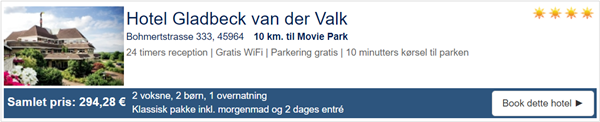 Hotel Gladbeck van der Valk
Bohmertstrasse 333, 45964 10 km. til Movie Park
24 timers reception | Gratis WiFi | Parkering gratis | 10 minutters kørsel til parken
Samlet pris: 294,28 €
2 voksne, 2 børn, 1 overnatning
Klassisk pakke inkl. morgenmad og 2 dages entré
Book dette hotel ►